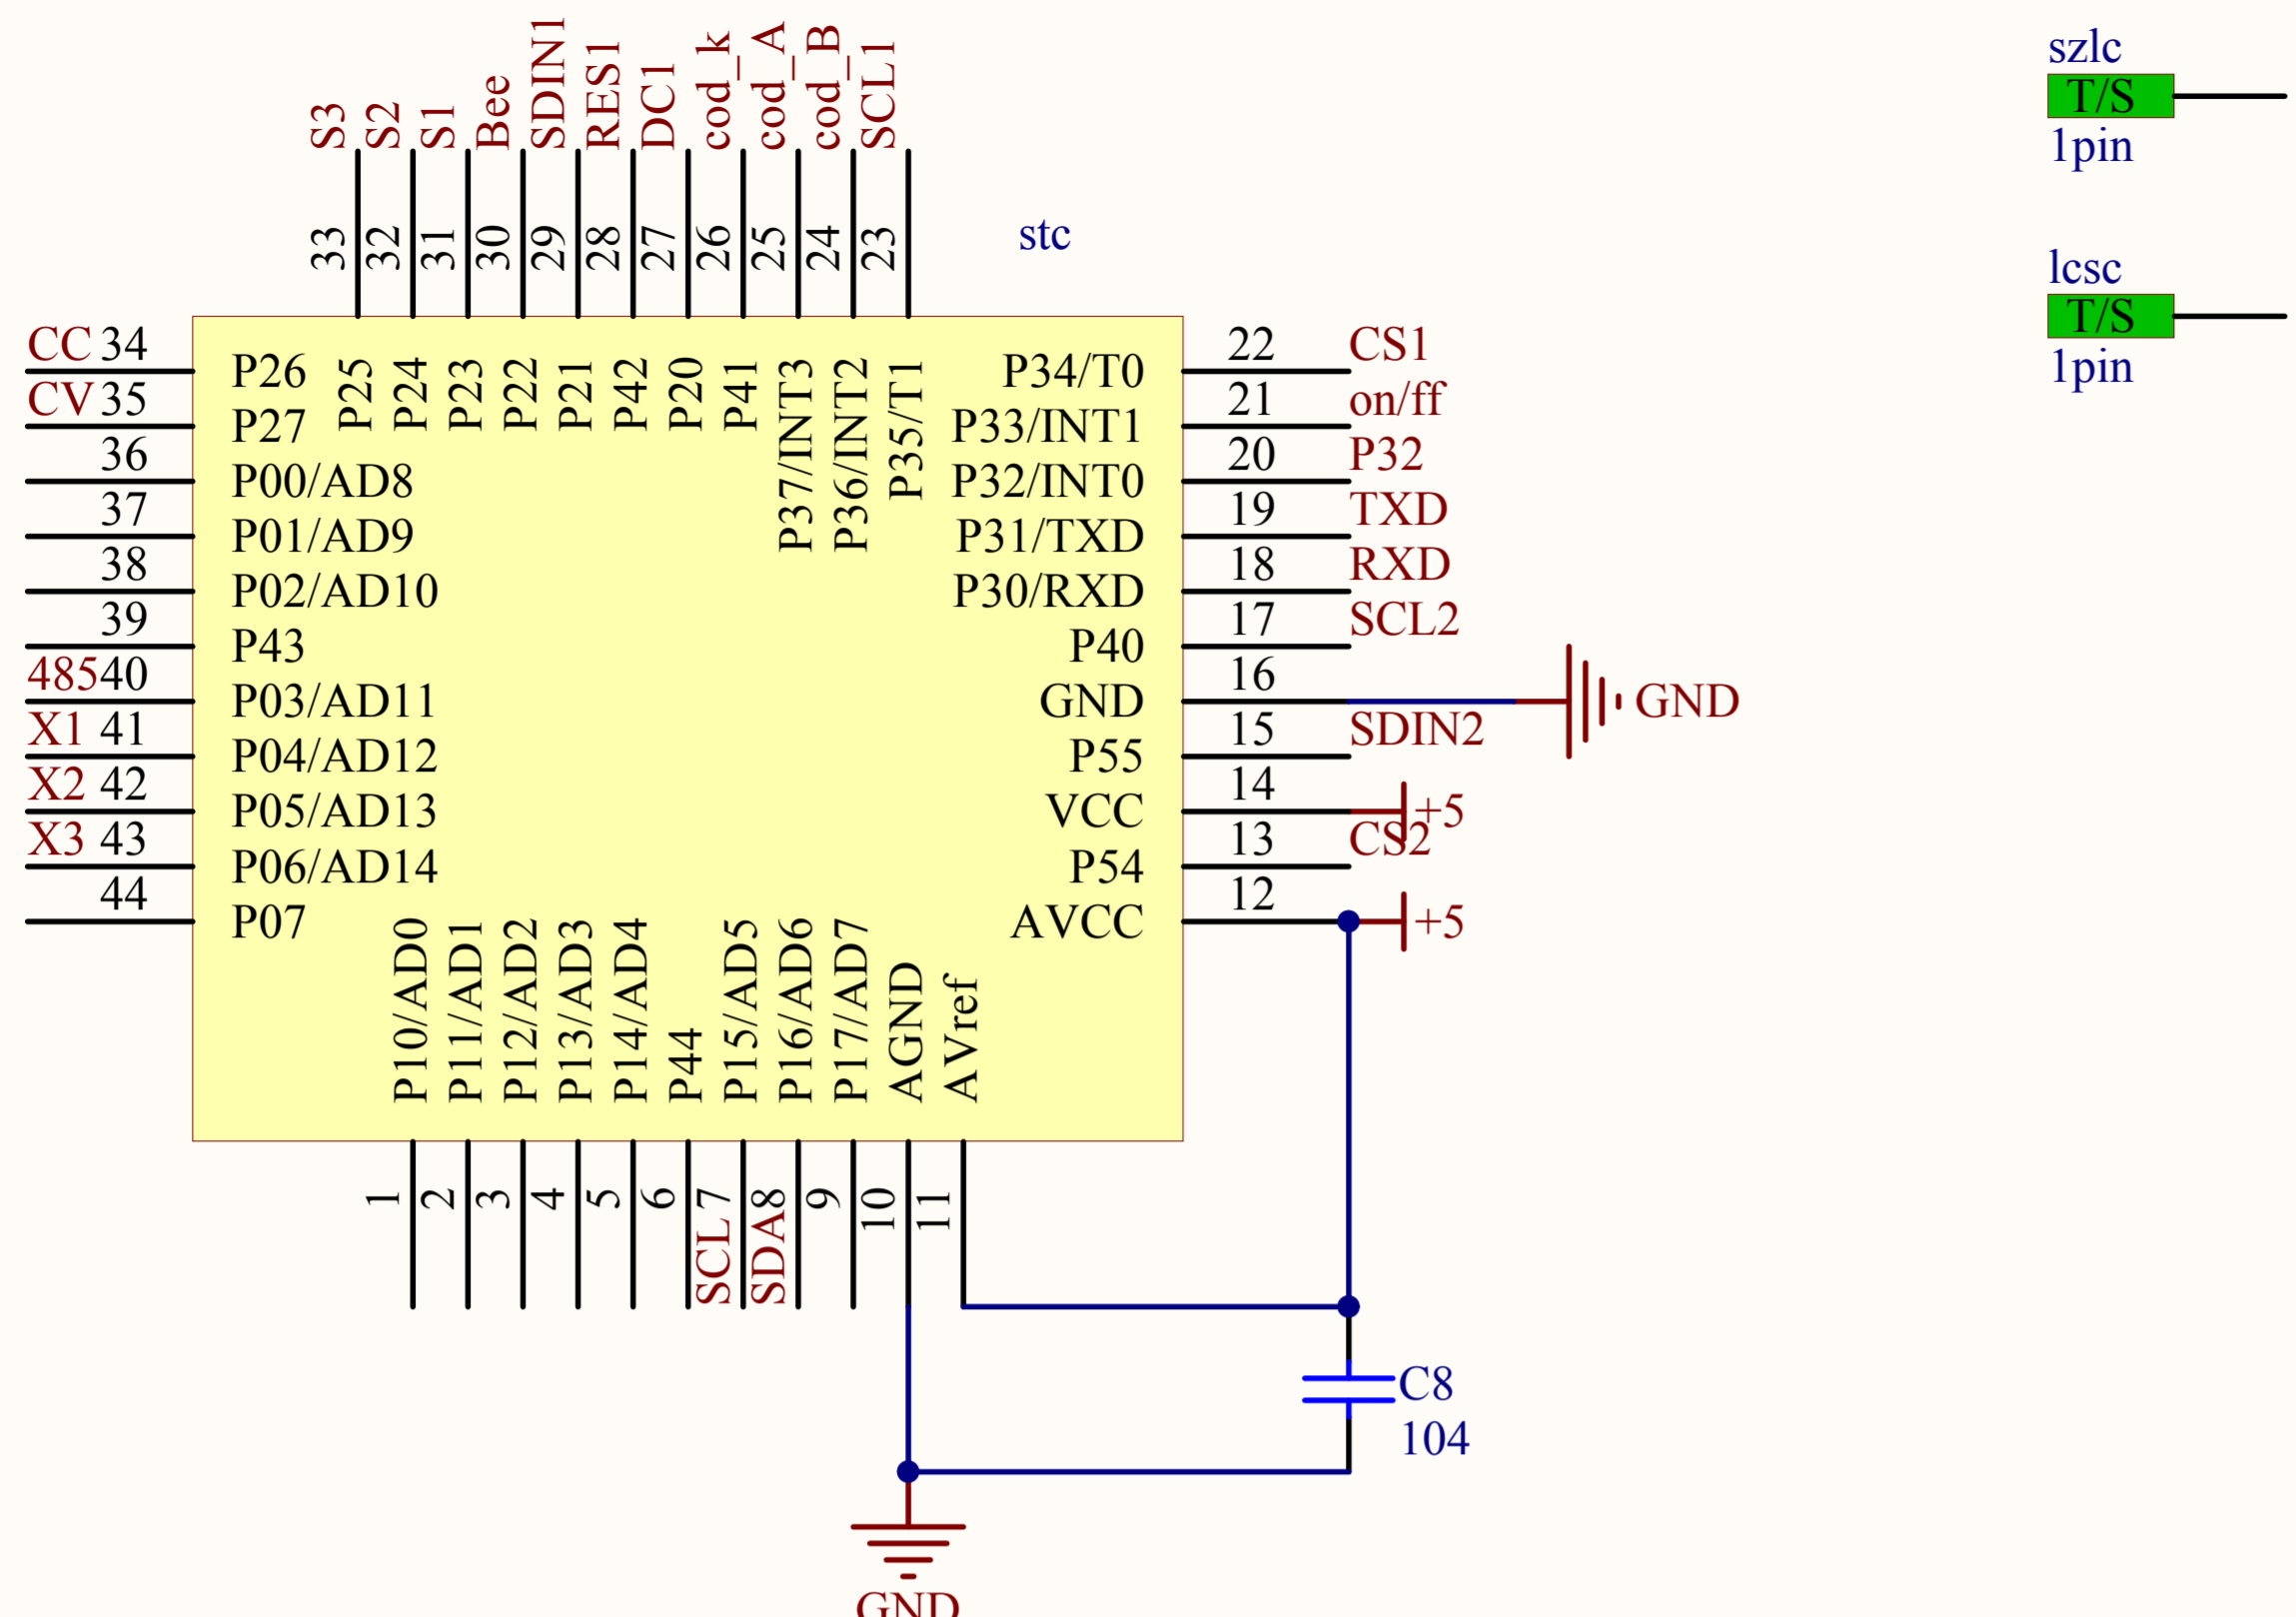 S3
S2
S1
Bee
SDIN1
RES1
DC1
cod_k
cod_A
cod_B
SCL1
33
32
31
30
29
28
27
26
25
24
23
stc
szlc
T/S
1pin
lcsc
T/S
1pin
CC 34
CV 35
36
37
38
39
485 40
X1 41
X2 42
X3 43
44
P26
P27
P00/AD8
P01/AD9
P02/AD10
P43
P03/AD11
P04/AD12
P05/AD13
P06/AD14
P07
P25
P24
P23
P22
P21
P42
P20
P41
P37/INT3
P36/INT2
P35/T1
P34/T0
P33/INT1
P32/INT0
P31/TXD
P30/RXD
P40
GND
P55
VCC
P54
AVCC
22 CS1
21 on/ff
20 P32
19 TXD
18 RXD
17 SCL2
16
GND
15 SDIN2
14
+5
13 CS2
12
+5
P10/AD0
P11/AD1
P12/AD2
P13/AD3
P14/AD4
P44
P15/AD5
P16/AD6
P17/AD7
AGND
AVref
1
2
3
4
5
6
SCL 7
SDA 8
9
10
11
C8
104
GND